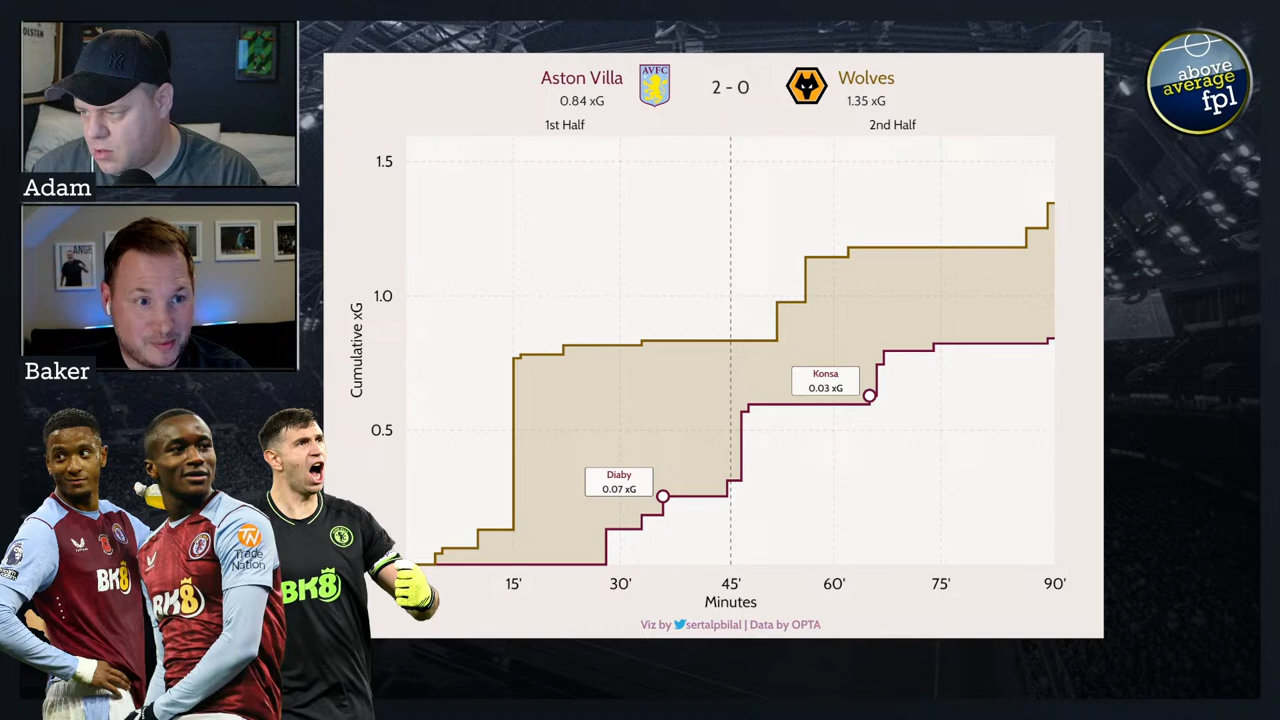 Adam
Baker
Aston Villa
0.84 xG
AVFC
2 - 0
Wolves
1.35 xG
1st Half
2nd Half
Cumulative xG
1.5
1.0
0.5
Konsa
0.03 xG
Diaby
0.07 xG
15'
30'
45'
60'
75'
90'
Minutes
Viz by sertalpbilal | Data by OPTA
above
average
fpl
BK8
BK8
BK8
Trade
Nation